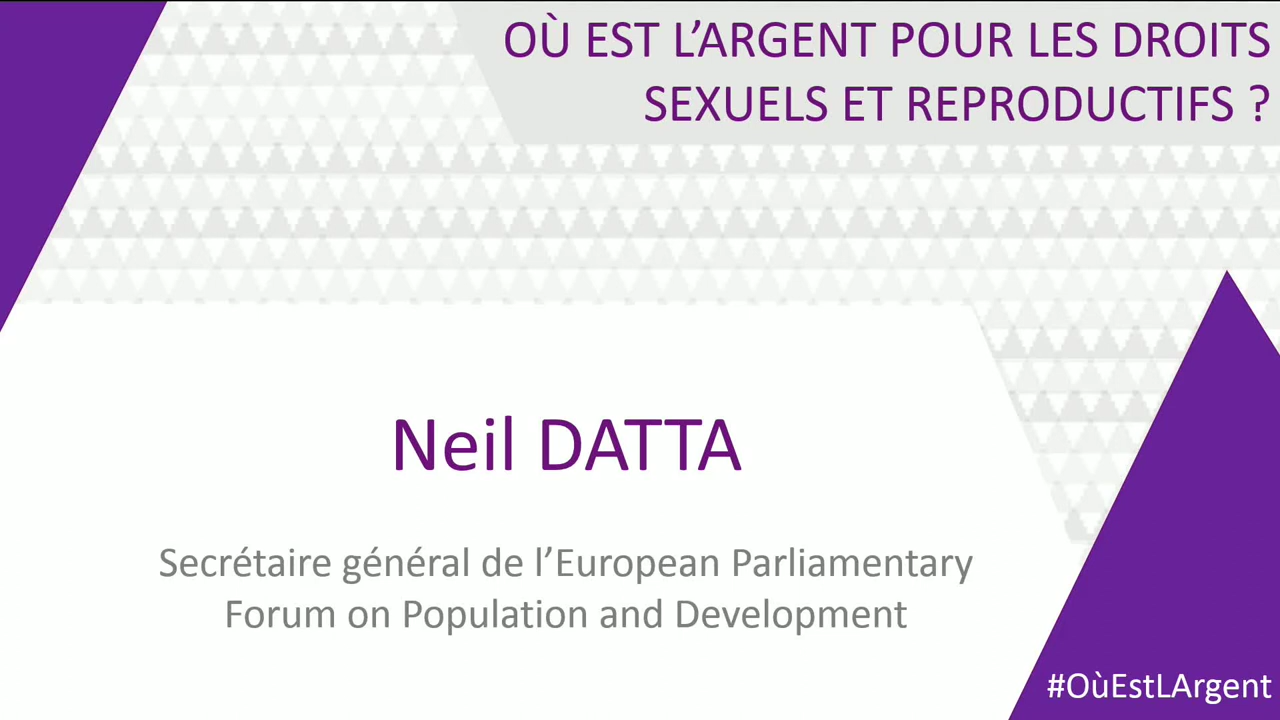 OÙ EST L’ARGENT POUR LES DROITS
SEXUELS ET REPRODUCTIFS ?
Neil DATTA
Secrétaire général de l’European Parliamentary
Forum on Population and Development
#OùEstLArgent